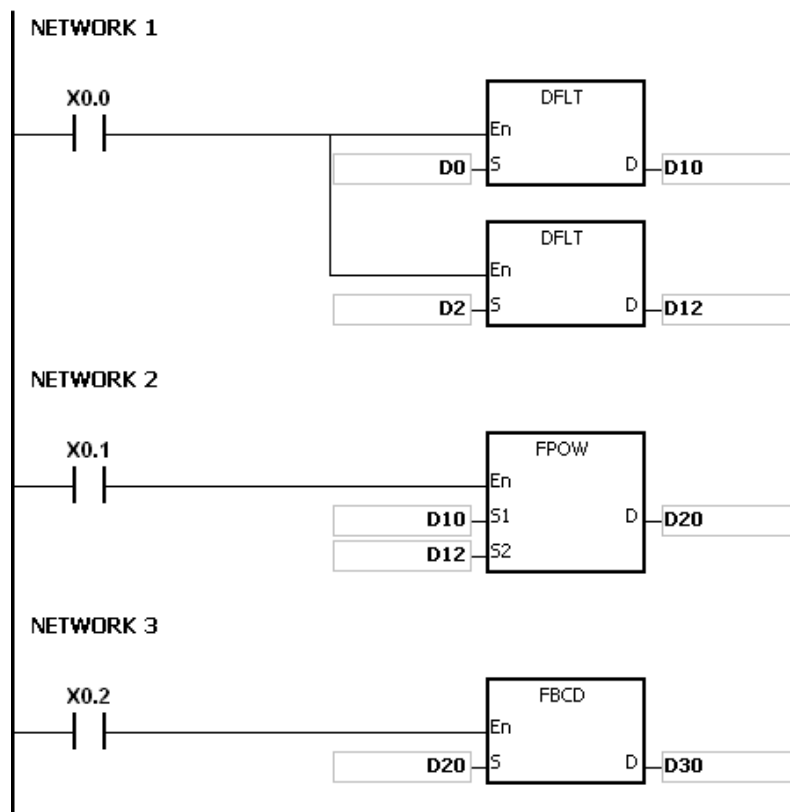 NETWORK 1
X0.0
DFLT
En
D0 S D D10
DFLT
En
D2 S D D12
NETWORK 2
X0.1
FPOW
En
D10 S1 D D20
D12 S2
NETWORK 3
X0.2
FBCD
En
D20 S D D30